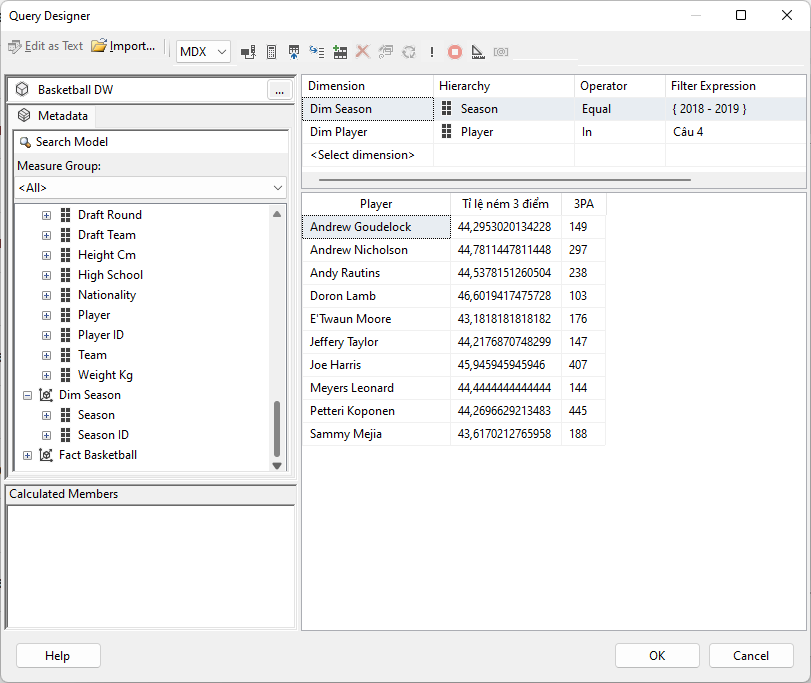 Query Designer
Edit as Text Import... MDX
Basketball DW ...
Metadata
Search Model
Measure Group:
<All>
Draft Round
Draft Team
Height Cm
High School
Nationality
Player
Player ID
Team
Weight Kg
Dim Season
Season
Season ID
Fact Basketball
Calculated Members
Dimension Hierarchy Operator Filter Expression
Dim Season Season Equal { 2018 - 2019 }
Dim Player Player In Câu 4
<Select dimension>
Player Tỉ lệ ném 3 điểm 3PA
Andrew Goudelock 44,2953020134228 149
Andrew Nicholson 44,7811447811448 297
Andy Rautins 44,5378151260504 238
Doron Lamb 46,6019417475728 103
E'Twaun Moore 43,1818181818182 176
Jeffery Taylor 44,2176870748299 147
Joe Harris 45,945945945946 407
Meyers Leonard 44,4444444444444 144
Petteri Koponen 44,2696629213483 445
Sammy Mejia 43,6170212765958 188
Help OK Cancel